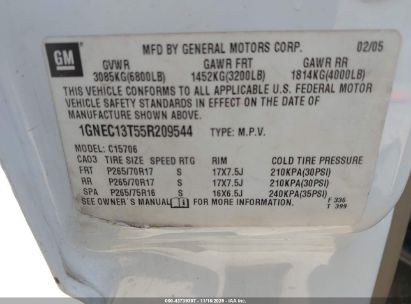 GM
MFD BY GENERAL MOTORS CORP. 02/05
GVWR GAWR FRT GAWR RR
3085KG(6800LB) 1452KG(3200LB) 1814KG(4000LB)
THIS VEHICLE CONFORMS TO ALL APPLICABLE U.S. FEDERAL MOTOR
VEHICLE SAFETY STANDARDS IN EFFECT ON THE DATE OF
MANUFACTURE SHOWN ABOVE.
1GNEC13T55R209544 TYPE: M.P.V.
MODEL: C15706
CAO3 TIRE SIZE SPEED RTG RIM COLD TIRE PRESSURE
FRT P265/70R17 S 17X7.5J 210KPA(30PSI)
RR P265/70R17 S 17X7.5J 210KPA(30PSI)
SPA P265/75R16 S 16X6.5J 240KPA(35PSI)
SEE OWNER'S MANUAL FOR MORE INFORMATION. F 336
T 399